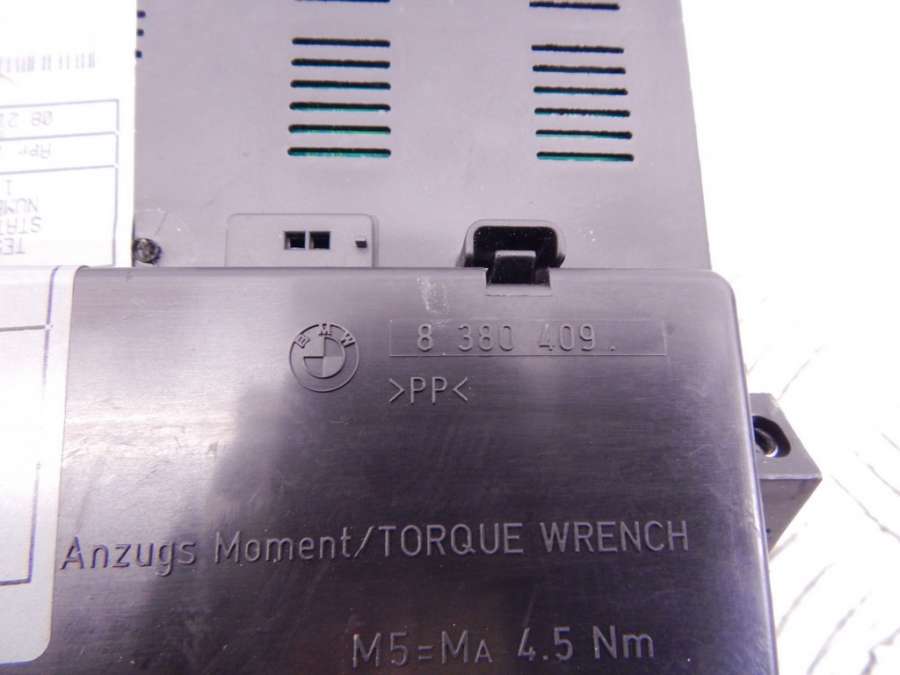 BMW
8 380 409.
>PP<
Anzugs Moment/TORQUE WRENCH
M5=MA 4.5 Nm